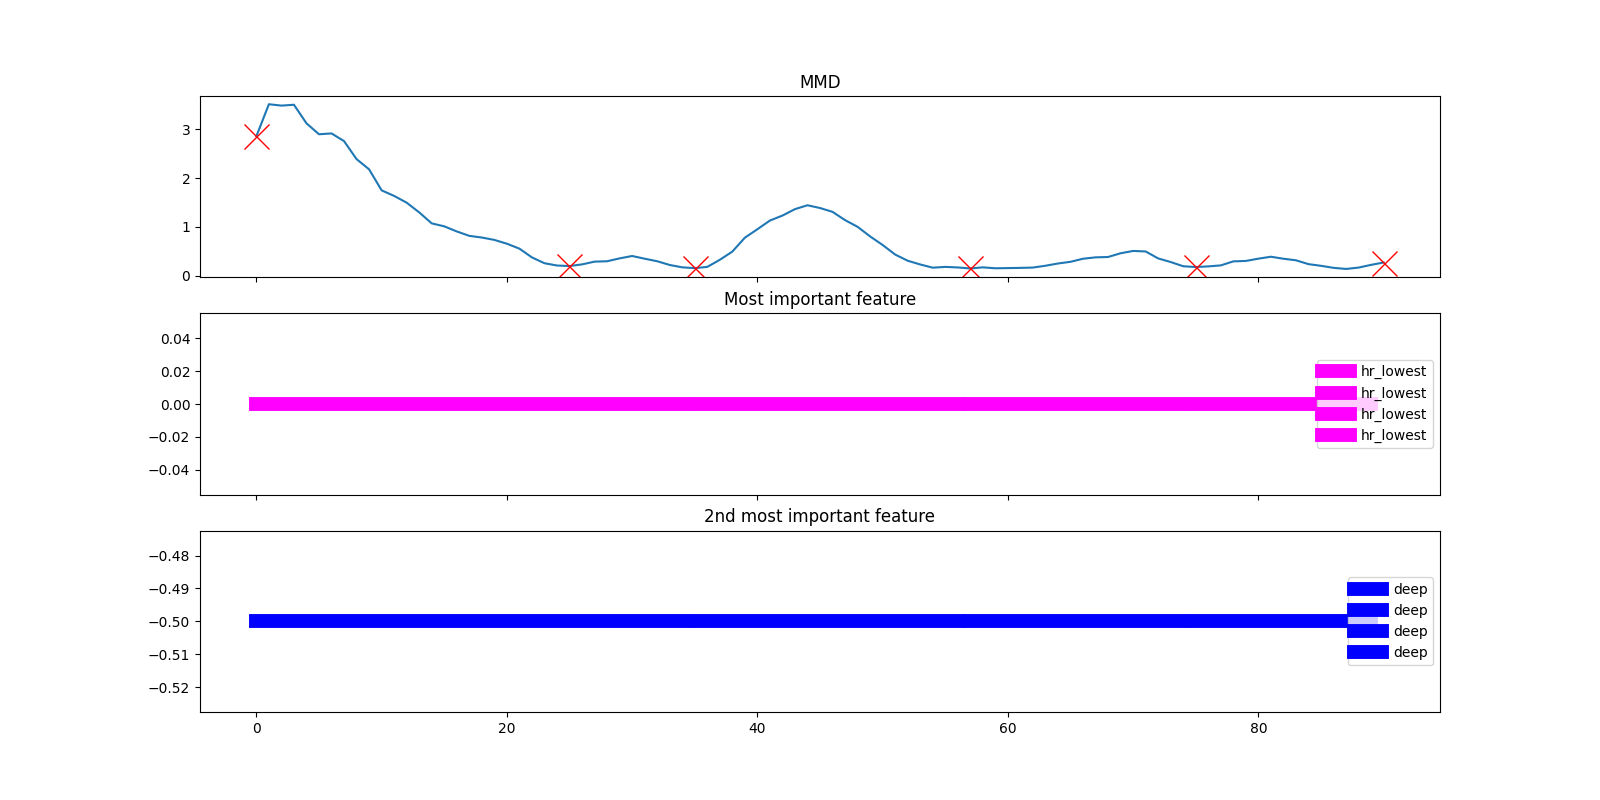 MMD
3
2
1
0
Most important feature
0.04
0.02
0.00
−0.02
−0.04
hr_lowest
hr_lowest
hr_lowest
hr_lowest
2nd most important feature
−0.48
−0.49
−0.50
−0.51
−0.52
deep
deep
deep
deep
0 20 40 60 80